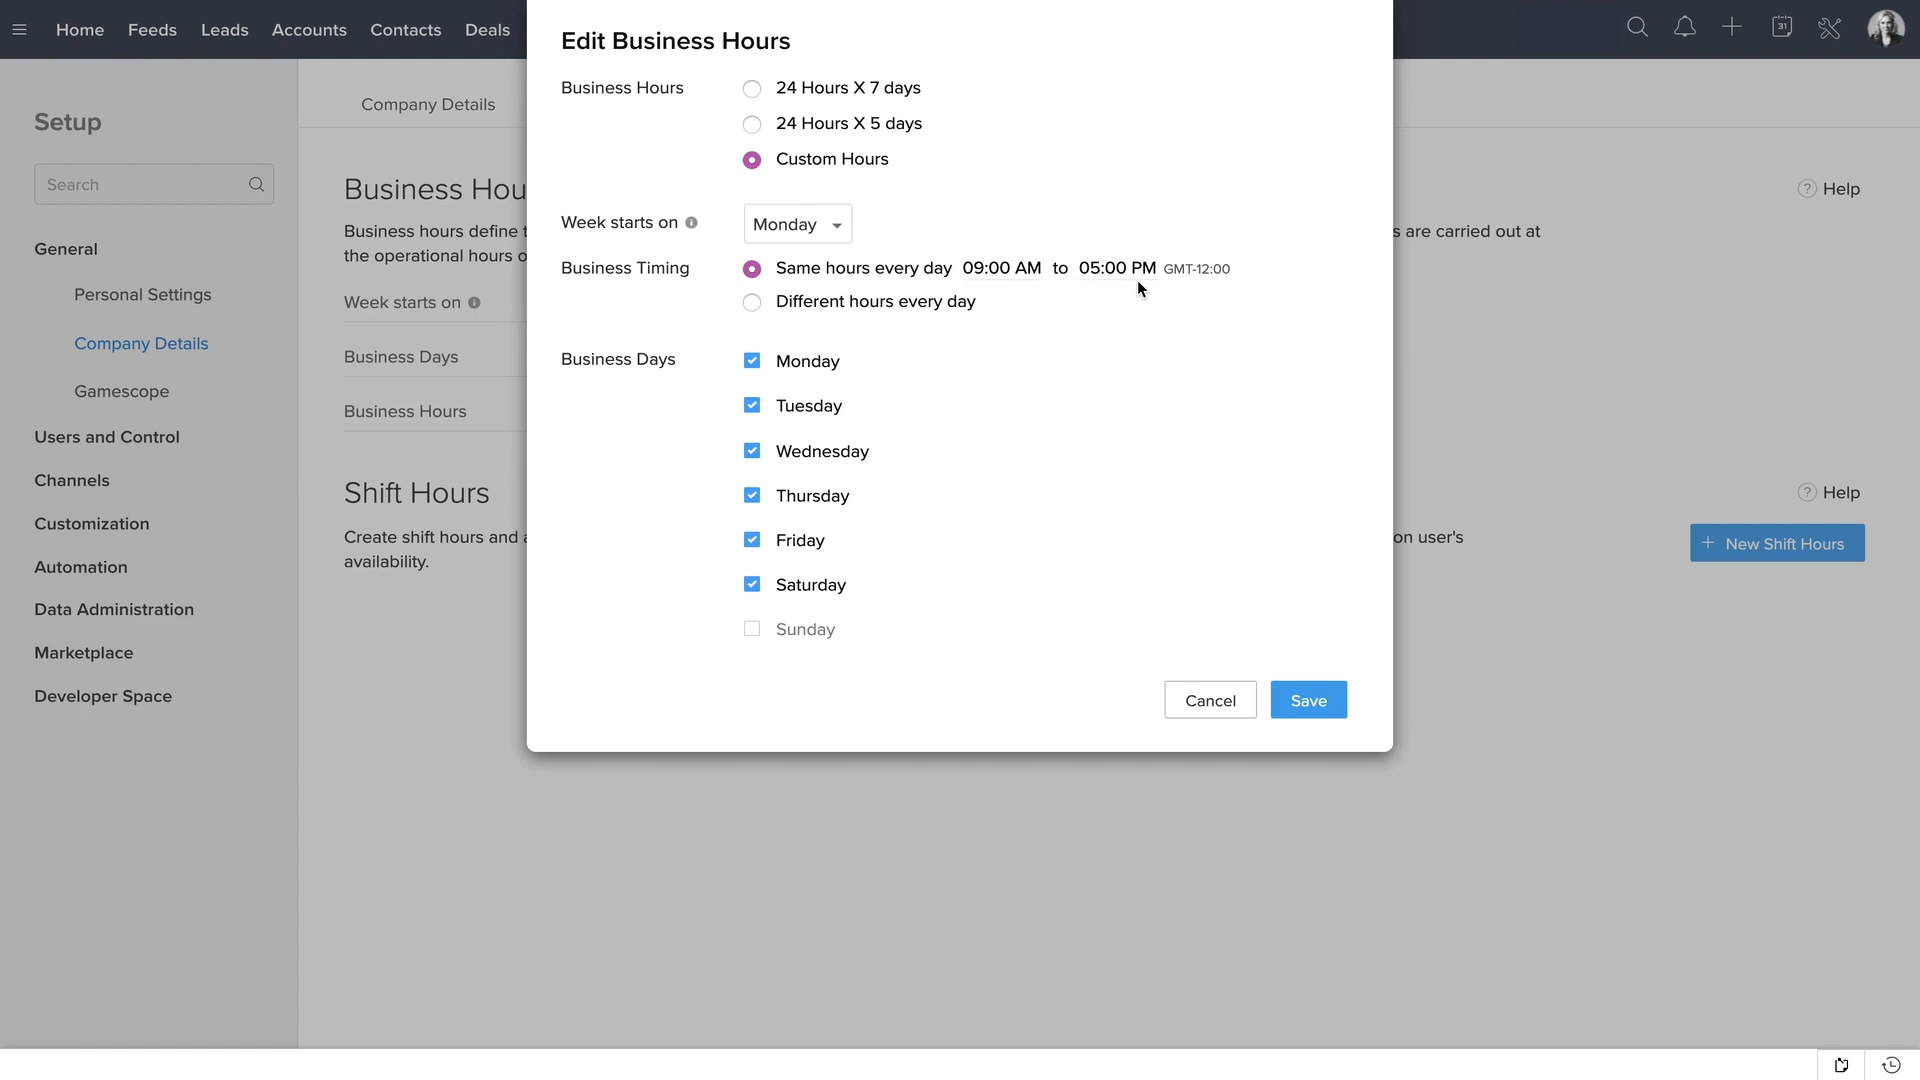 Home Feeds Leads Accounts Contacts Deals
31
Setup
Search
General
Personal Settings
Company Details
Gamescope
Users and Control
Channels
Customization
Automation
Data Administration
Marketplace
Developer Space
Company Details
Business Hou
Help
Business hours define t
s are carried out at
the operational hours o
Week starts on
Business Days
Business Hours
Shift Hours
Help
Create shift hours and a
on user's
availability.
+ New Shift Hours
Edit Business Hours
Business Hours
24 Hours X 7 days
24 Hours X 5 days
Custom Hours
Week starts on
Monday
Business Timing
Same hours every day 09:00 AM to 05:00 PM GMT-12:00
Different hours every day
Business Days
Monday
Tuesday
Wednesday
Thursday
Friday
Saturday
Sunday
Cancel
Save